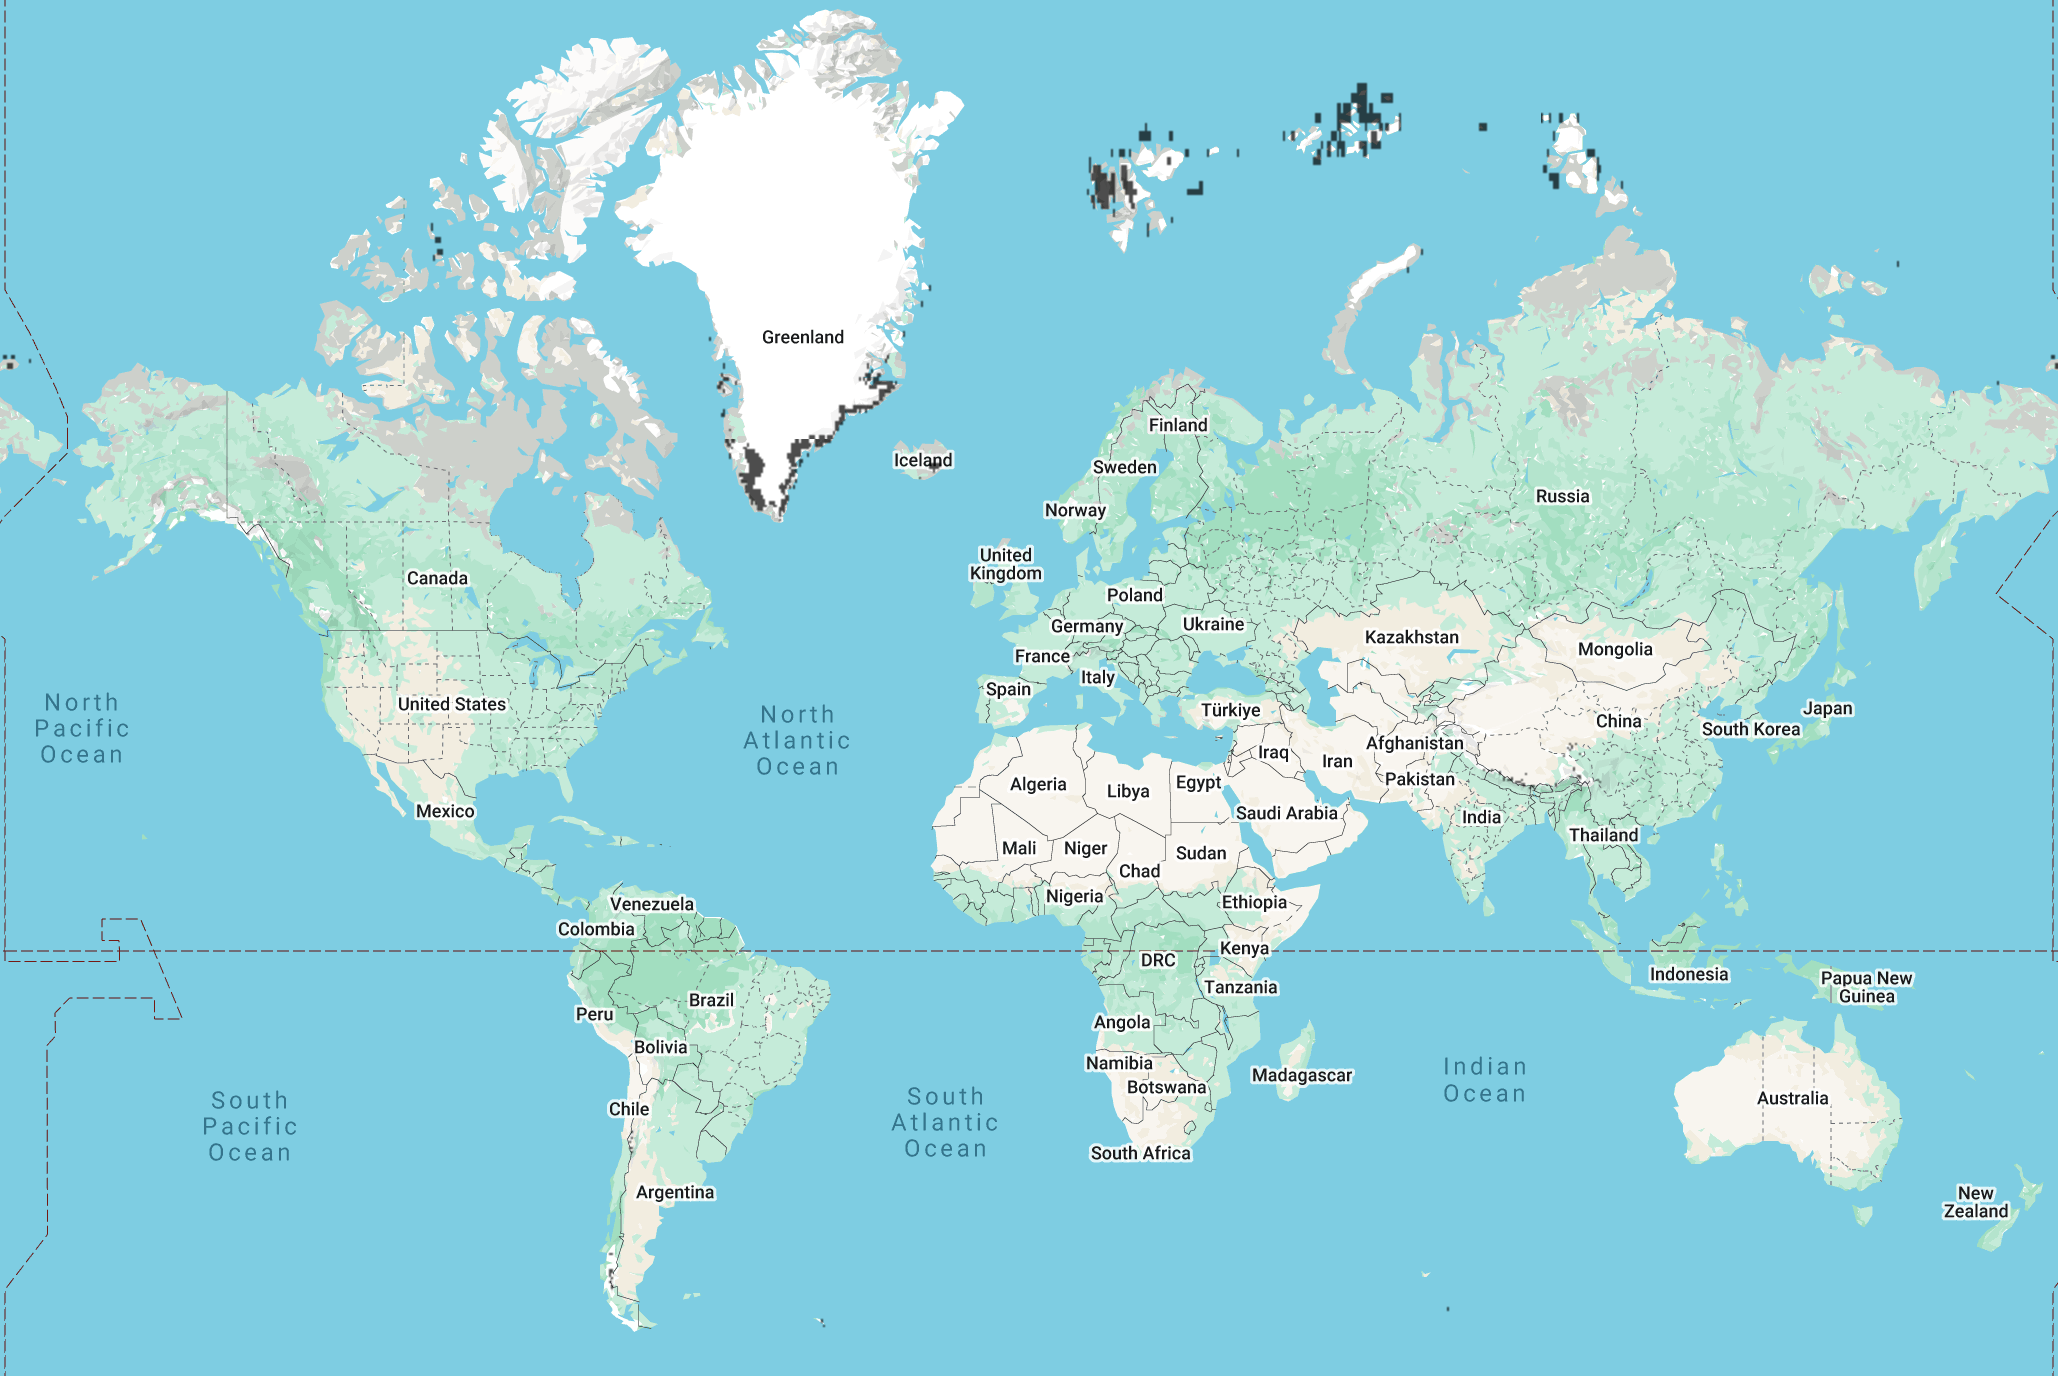 Greenland
Iceland
Finland
Sweden
Norway
Russia
United
Kingdom
Canada
Poland
Germany
Ukraine
Kazakhstan
Mongolia
France
Italy
Spain
United States
Türkiye
China
Japan
South Korea
North
Pacific
Ocean
North
Atlantic
Ocean
Afghanistan
Iraq
Iran
Pakistan
Algeria
Libya
Egypt
Saudi Arabia
India
Mexico
Thailand
Mali
Niger
Sudan
Chad
Nigeria
Ethiopia
Venezuela
Colombia
Kenya
DRC
Tanzania
Indonesia
Papua New
Guinea
Brazil
Peru
Angola
Bolivia
Namibia
Botswana
Madagascar
Indian
Ocean
Chile
Australia
South
Pacific
Ocean
South
Atlantic
Ocean
South Africa
Argentina
New
Zealand